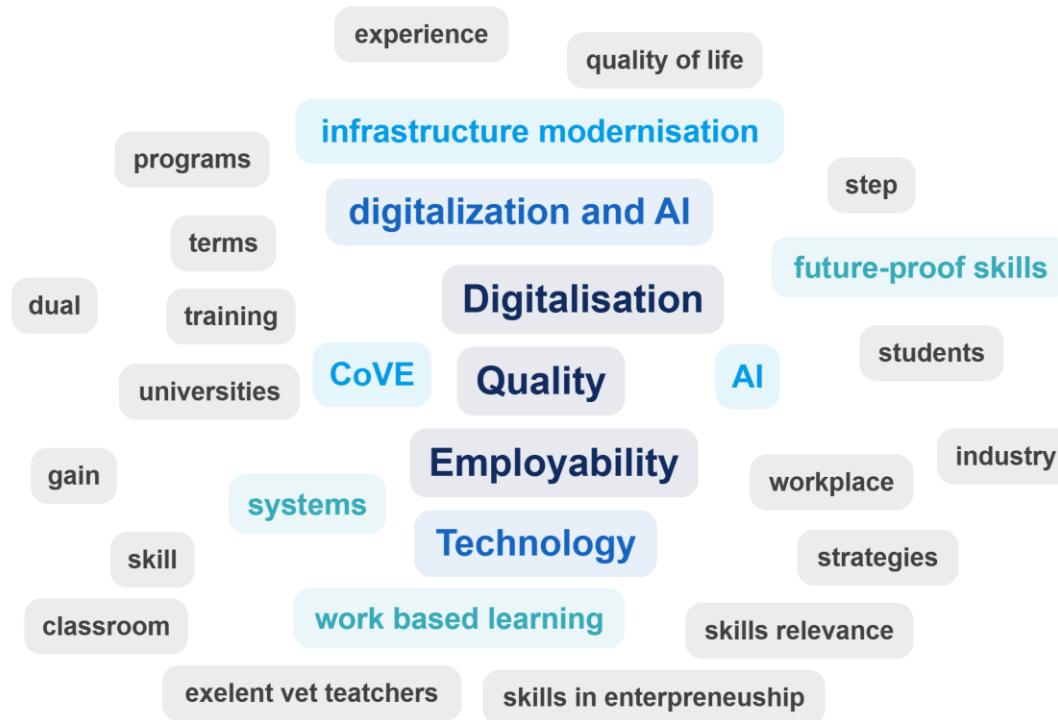 experience
quality of life
infrastructure modernisation
programs
step
digitalization and AI
terms
future-proof skills
Digitalisation
dual
training
students
CoVE
Quality
AI
universities
Employability
industry
gain
workplace
systems
Technology
skill
strategies
work based learning
classroom
skills relevance
exelent vet teatchers
skills in enterpreneuship